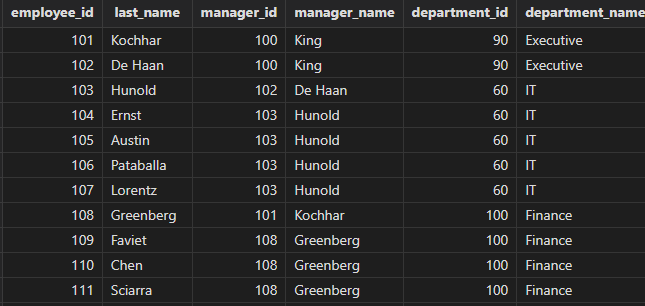 employee_id last_name manager_id manager_name department_id department_name
101 Kochhar 100 King 90 Executive
102 De Haan 100 King 90 Executive
103 Hunold 102 De Haan 60 IT
104 Ernst 103 Hunold 60 IT
105 Austin 103 Hunold 60 IT
106 Pataballa 103 Hunold 60 IT
107 Lorentz 103 Hunold 60 IT
108 Greenberg 101 Kochhar 100 Finance
109 Faviet 108 Greenberg 100 Finance
110 Chen 108 Greenberg 100 Finance
111 Sciarra 108 Greenberg 100 Finance